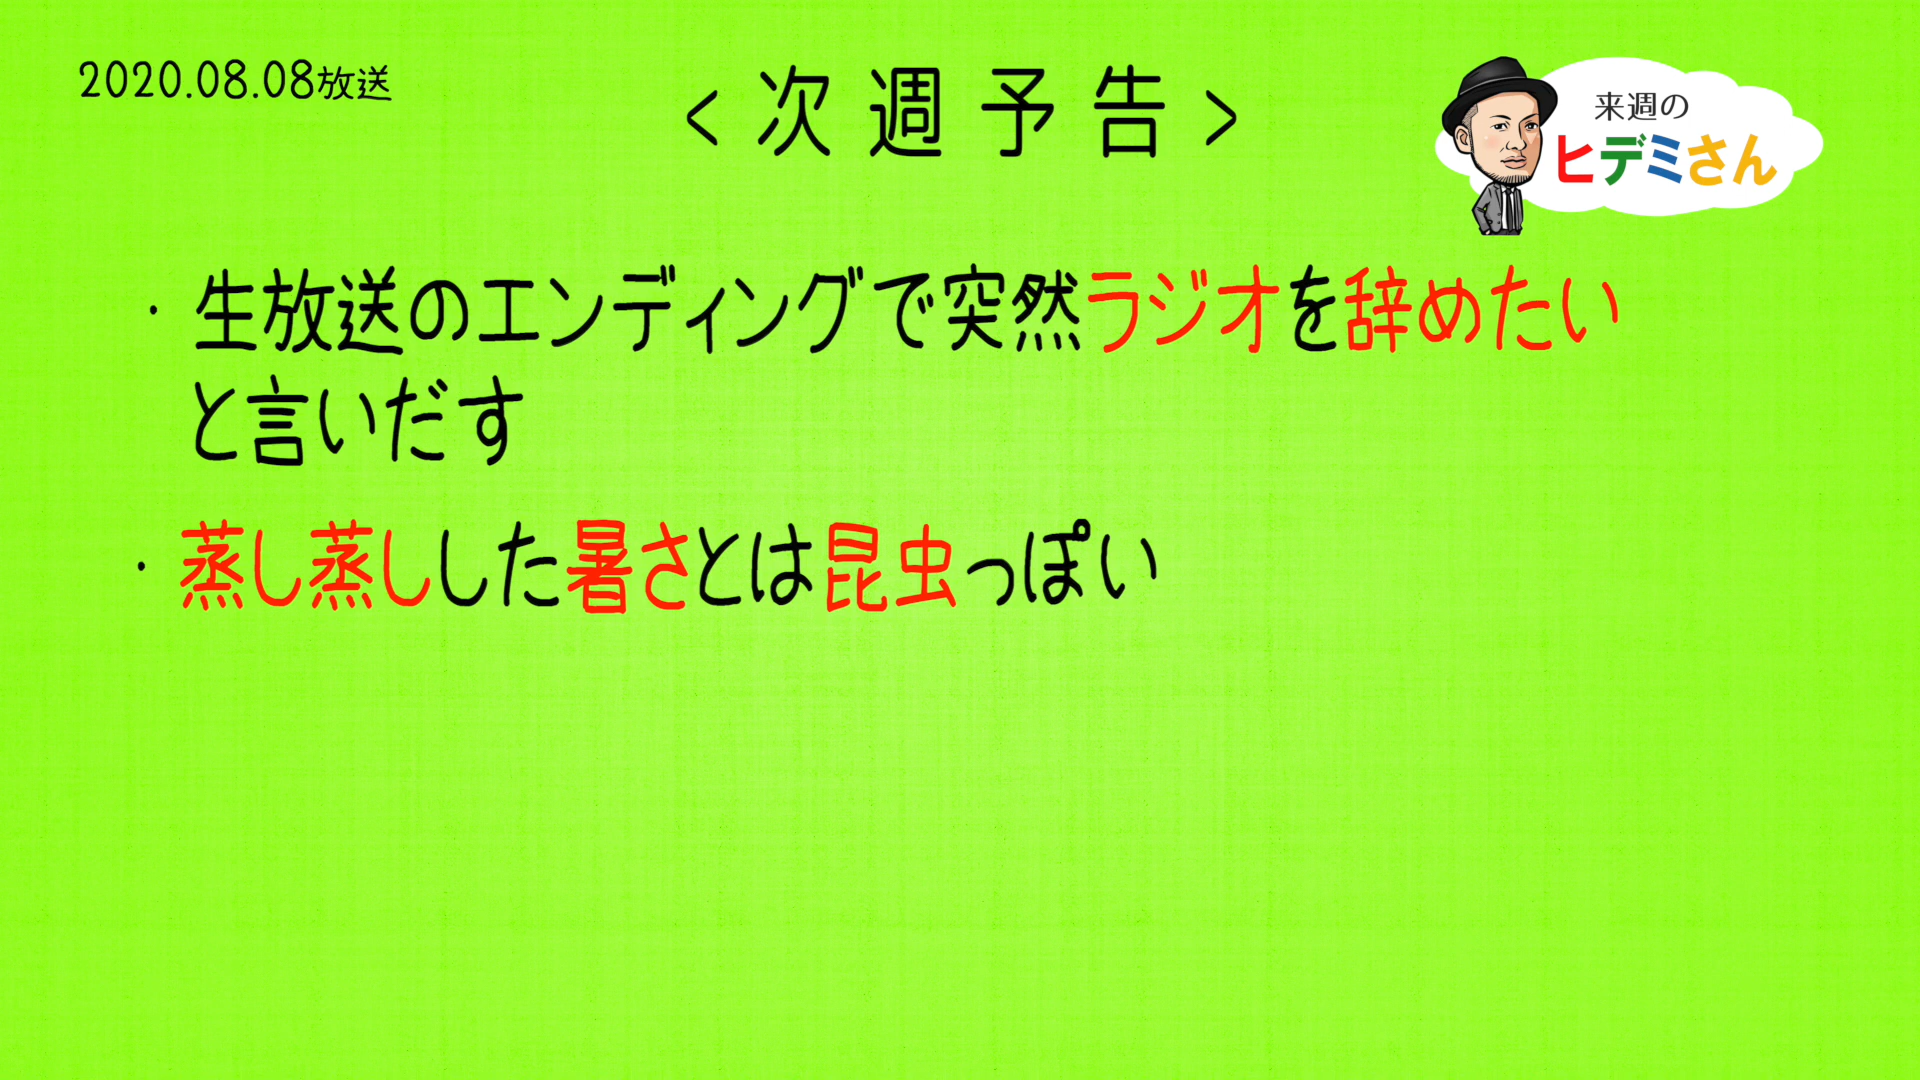 2020.08.08放送
<次週予告>
来週の
ヒデミさん
・生放送のエンディングで突然ラジオを辞めたい
と言いだす
・蒸し蒸しした暑さとは昆虫っぽい